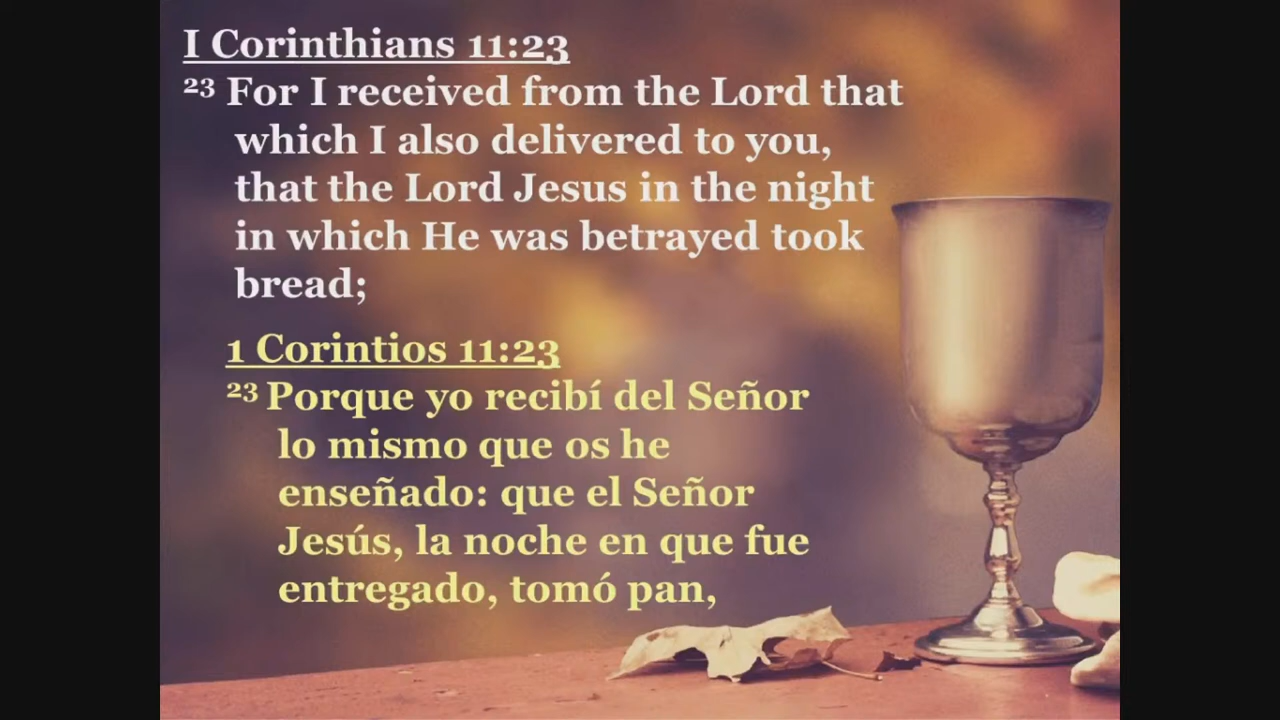 I Corinthians 11:23
23 For I received from the Lord that
which I also delivered to you,
that the Lord Jesus in the night
in which He was betrayed took
bread;
1 Corintios 11:23
23 Porque yo recibí del Señor
lo mismo que os he
enseñado: que el Señor
Jesús, la noche en que fue
entregado, tomó pan,